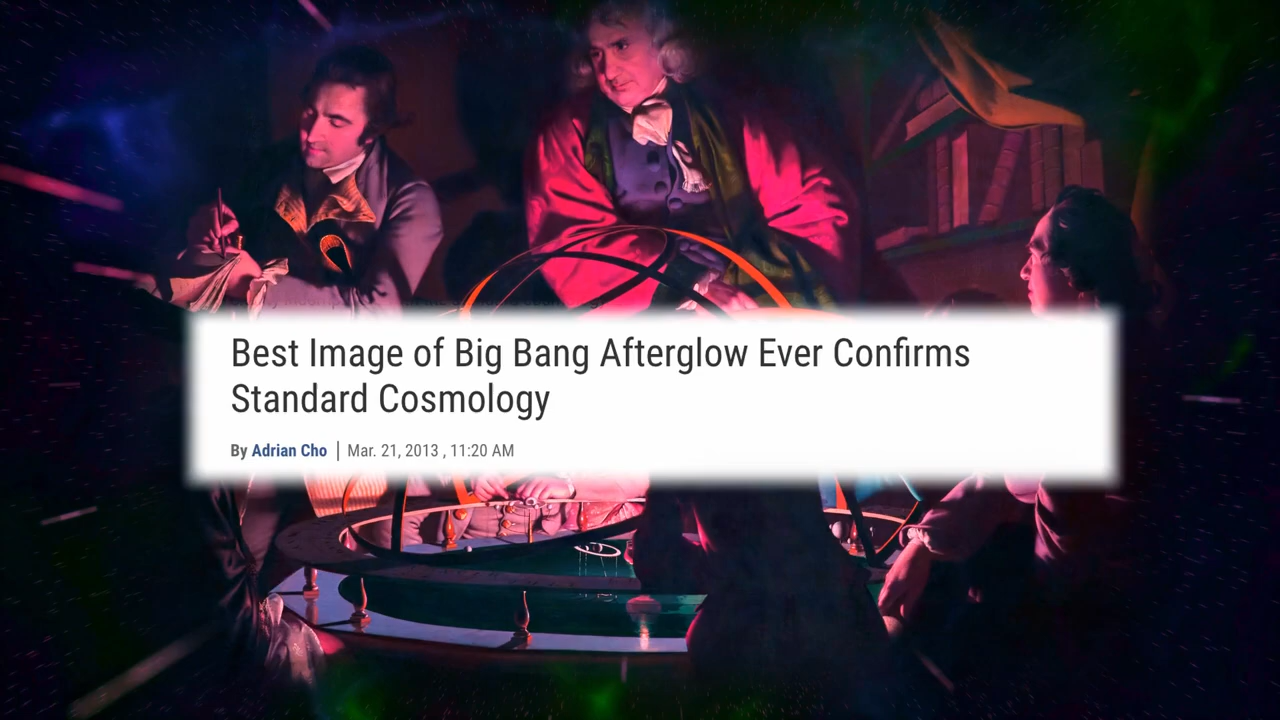 Best Image of Big Bang Afterglow Ever Confirms
Standard Cosmology
By Adrian Cho | Mar. 21, 2013 , 11:20 AM